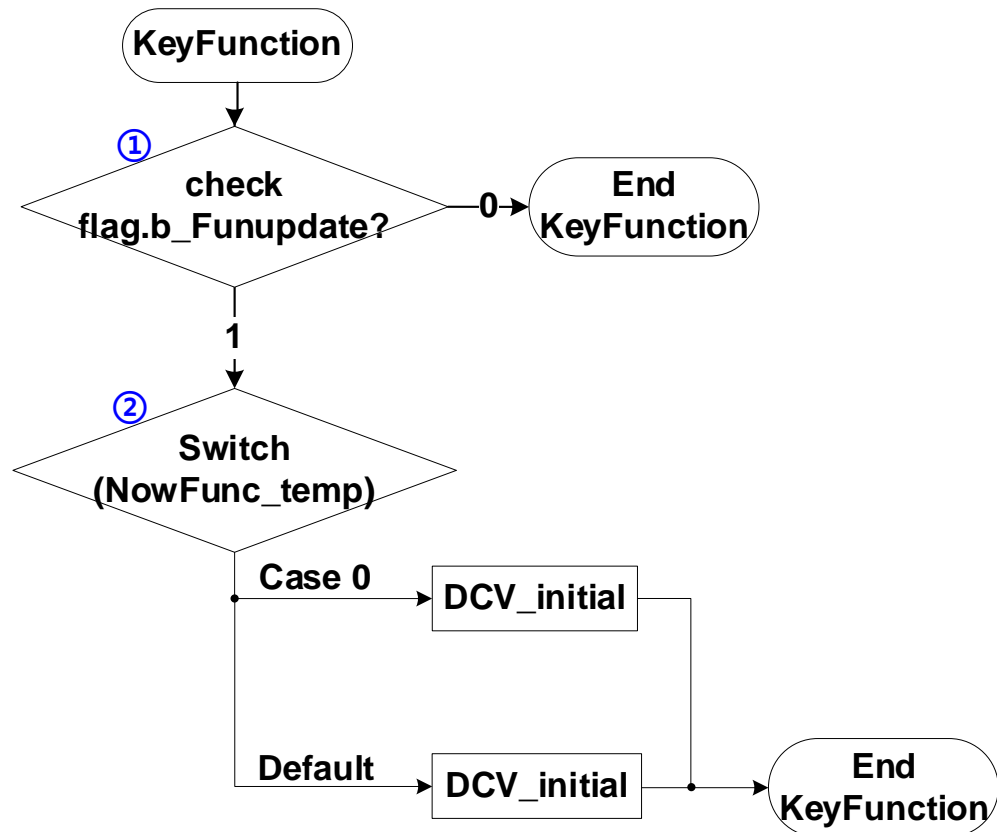 KeyFunction
①
check
flag.b_Funupdate?
0
End
KeyFunction
1
②
Switch
(NowFunc_temp)
Case 0
DCV_initial
Default
DCV_initial
End
KeyFunction